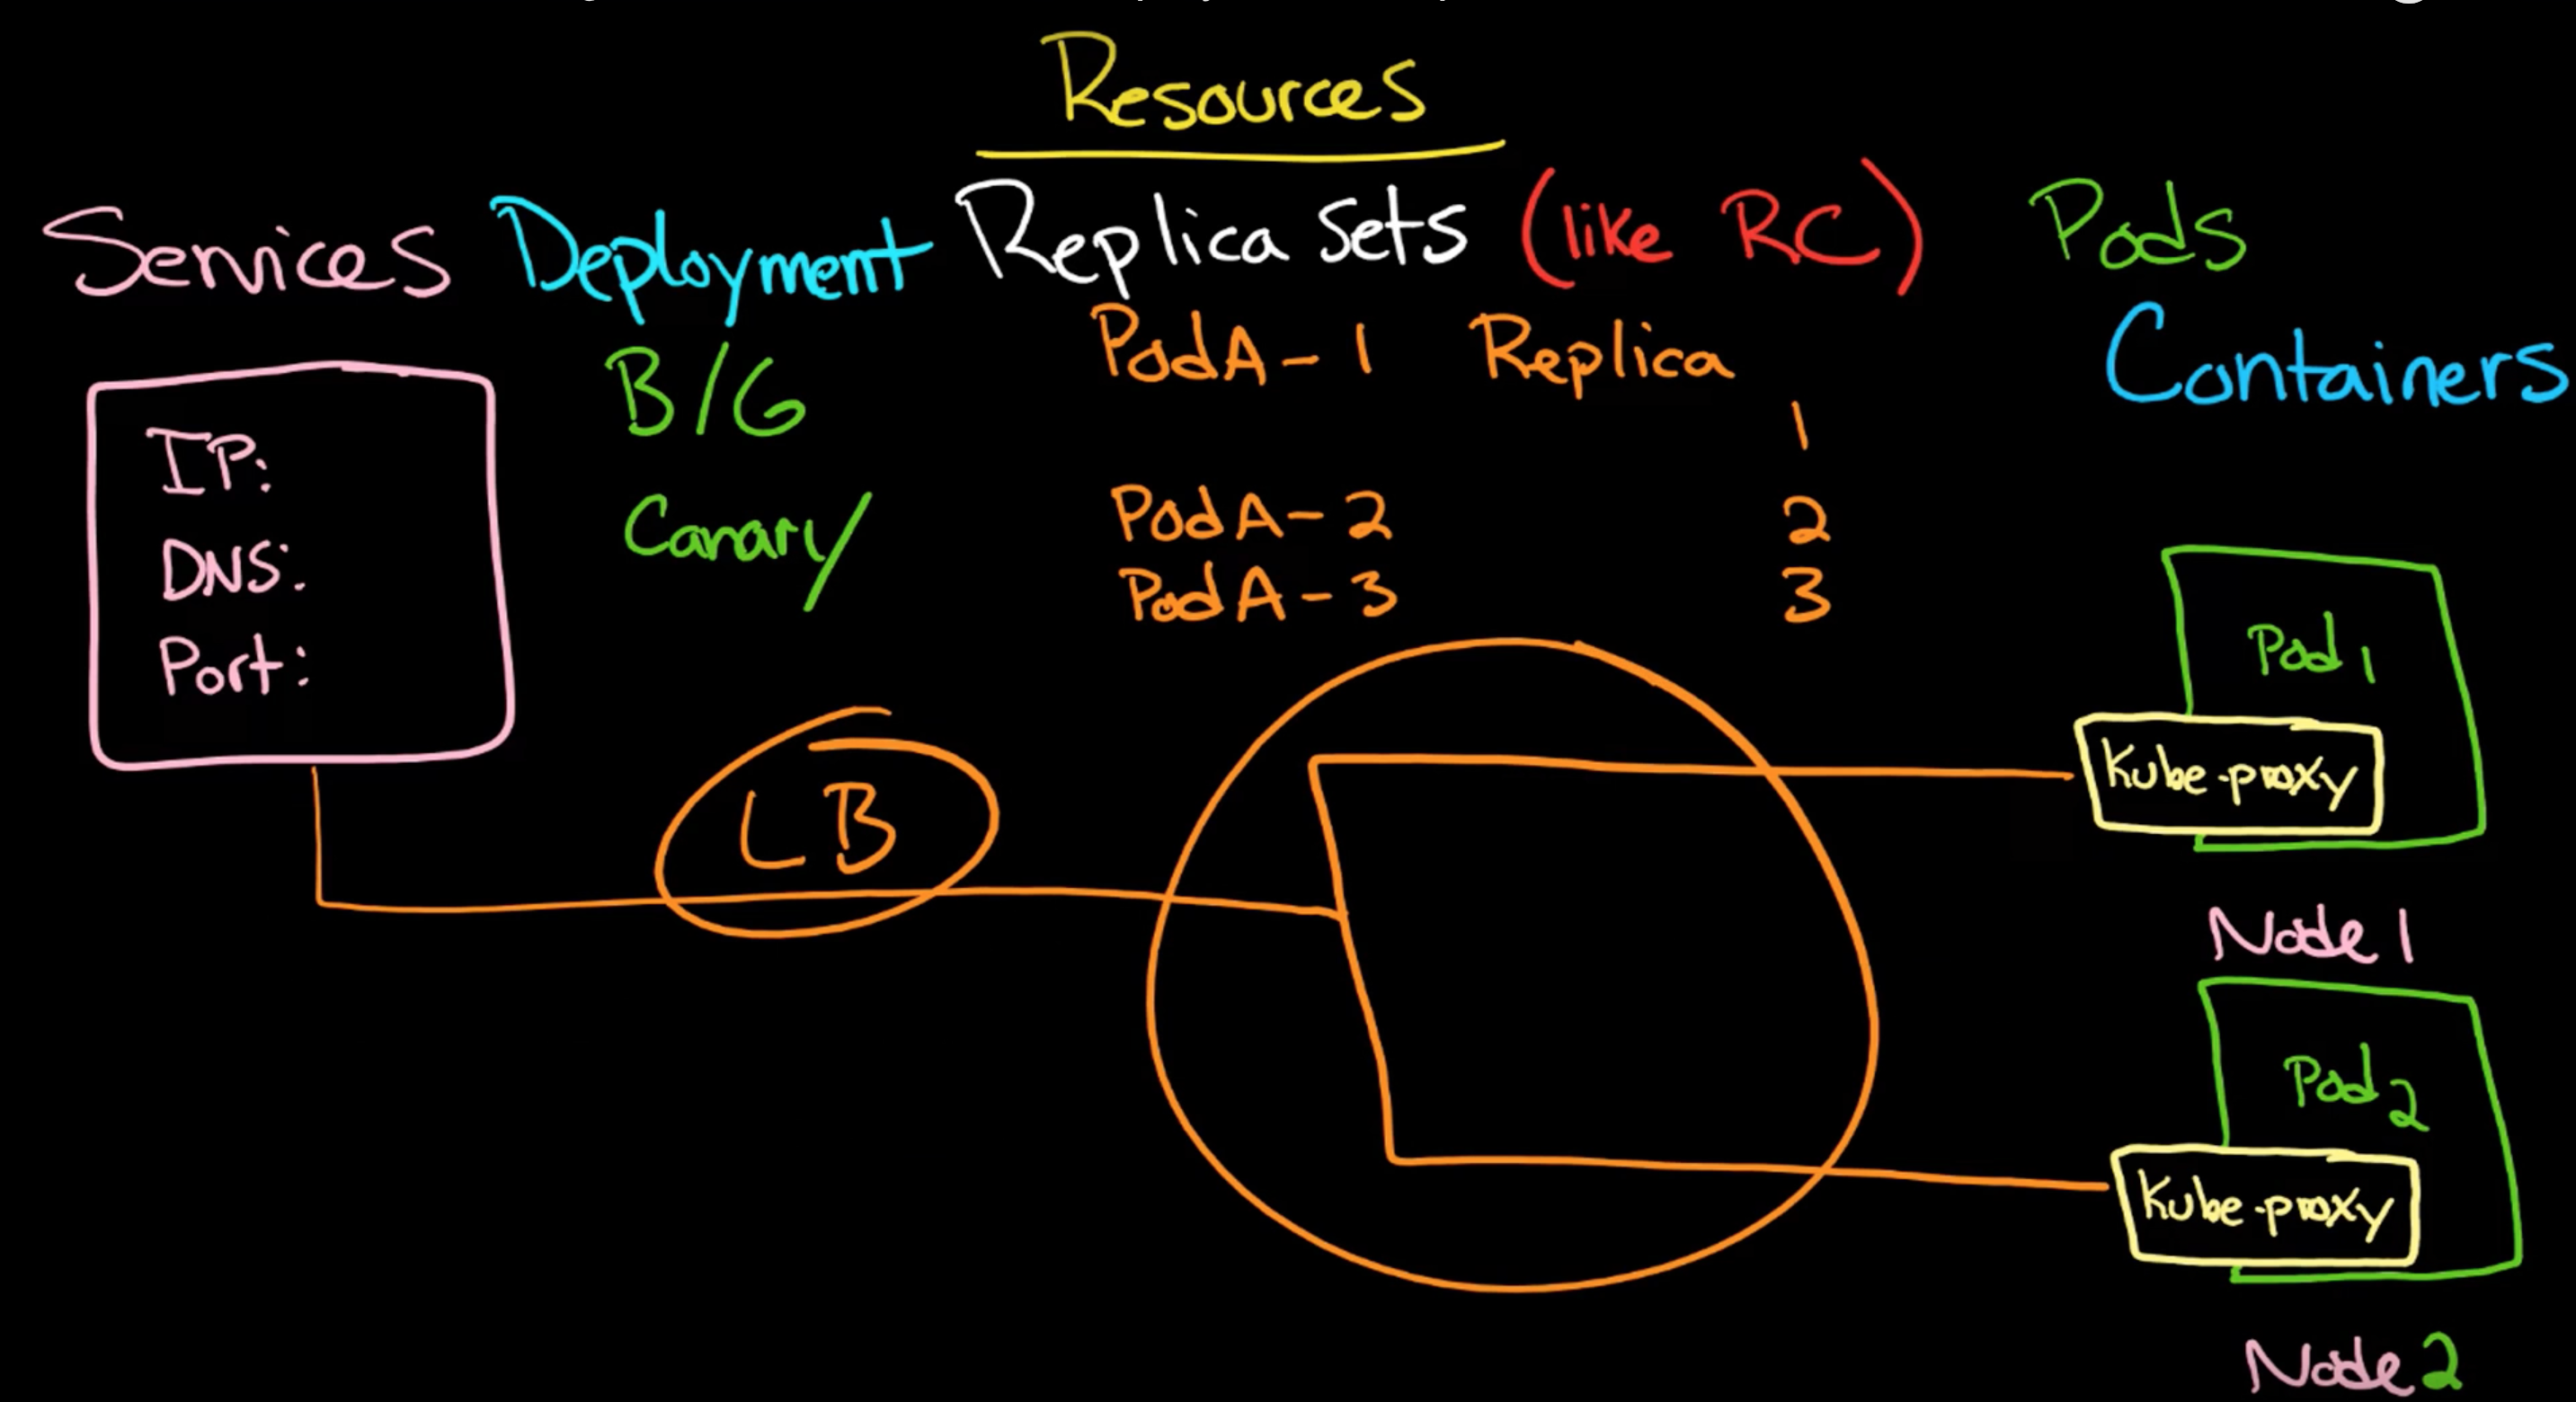 Resources
Services Deployment Replica Sets (like RC) Pods
Containers
B/G
Canary/
PodA-1 Replica
1
PodA-2 2
PodA-3 3
IP:
DNS:
Port:
LB
Pod 1
Kube-proxy
Node 1
Pod 2
Kube-proxy
Node 2